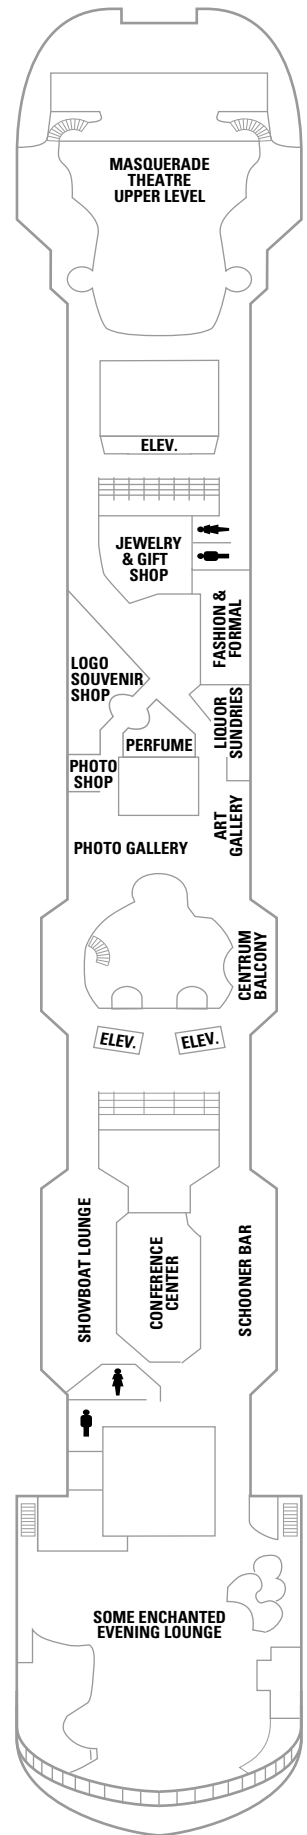 MASQUERADE
THEATRE
UPPER LEVEL
ELEV.
JEWELRY
& GIFT
SHOP
FASHION &
FORMAL
LOGO
SOUVENIR
SHOP
LIQUOR
SUNDRIES
PERFUME
PHOTO
SHOP
ART
GALLERY
PHOTO GALLERY
CENTRUM
BALCONY
ELEV.
ELEV.
SHOWBOAT LOUNGE
CONFERENCE
CENTER
SCHOONER BAR
SOME ENCHANTED
EVENING LOUNGE